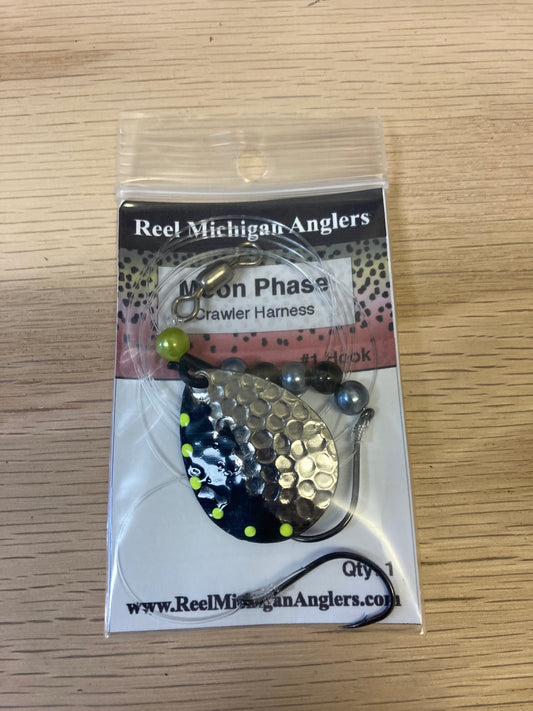 Reel Michigan Anglers
Moon Phase
Crawler Harness
#1 Hook
Qty 1
www.ReelMichiganAnglers.com